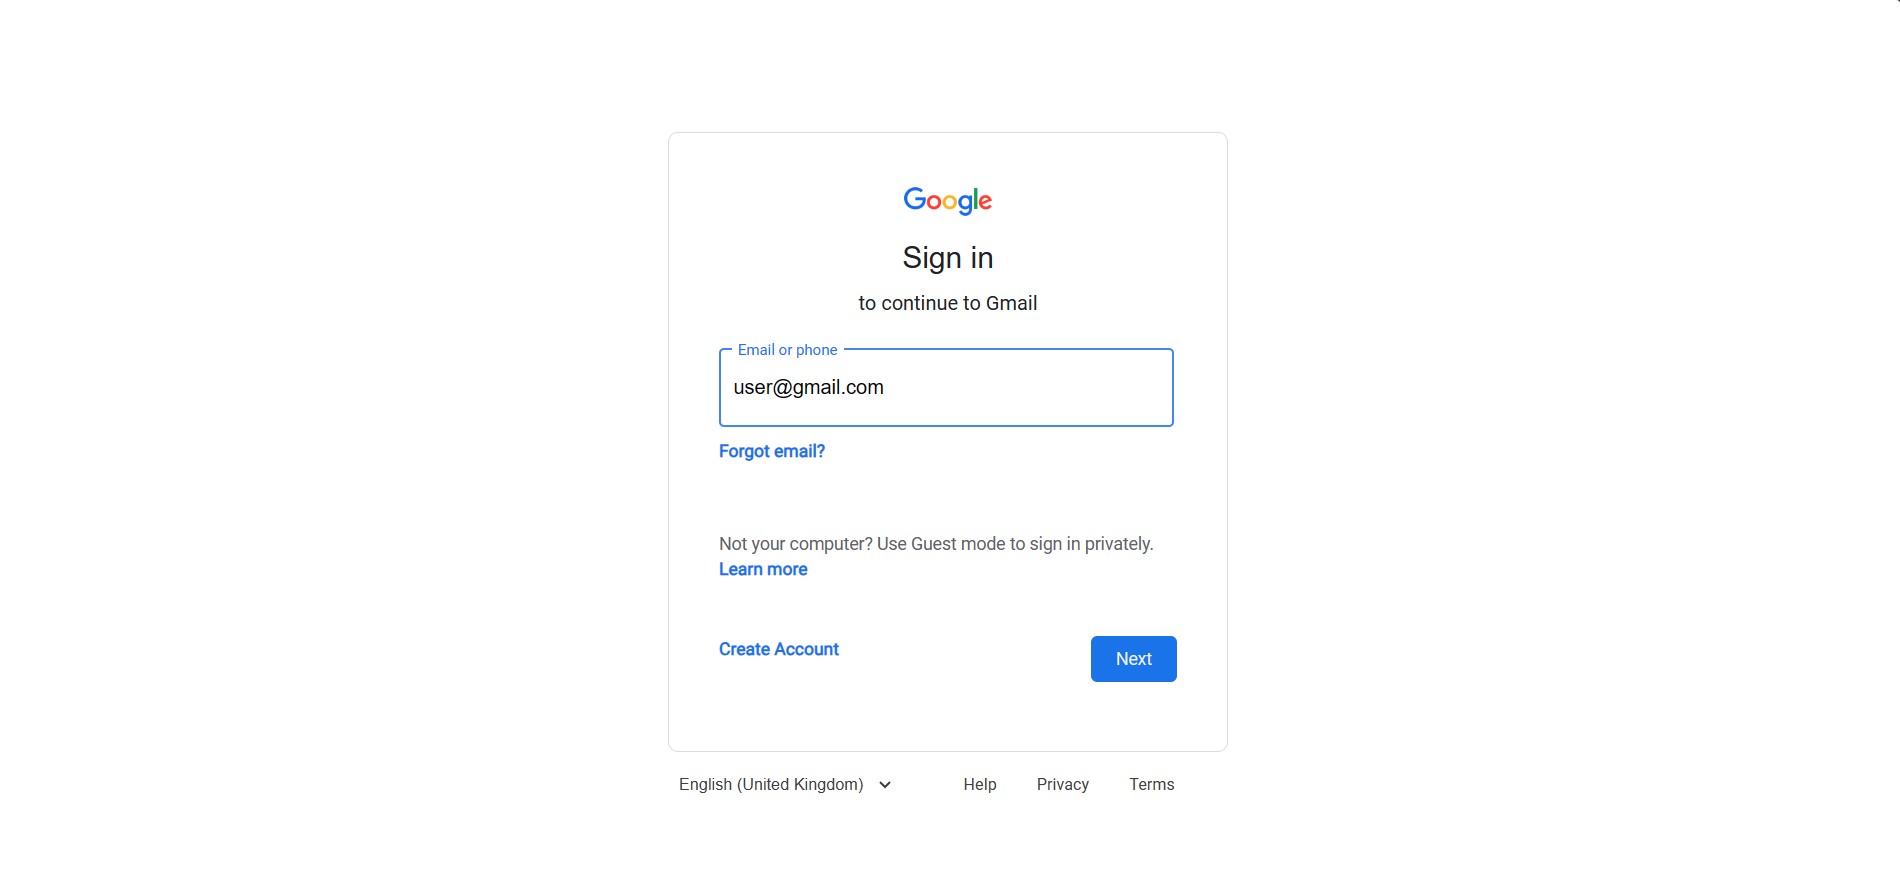 Google
Sign in
to continue to Gmail
Email or phone
user@gmail.com
Forgot email?
Not your computer? Use Guest mode to sign in privately.
Learn more
Create Account
Next
English (United Kingdom)
Help
Privacy
Terms